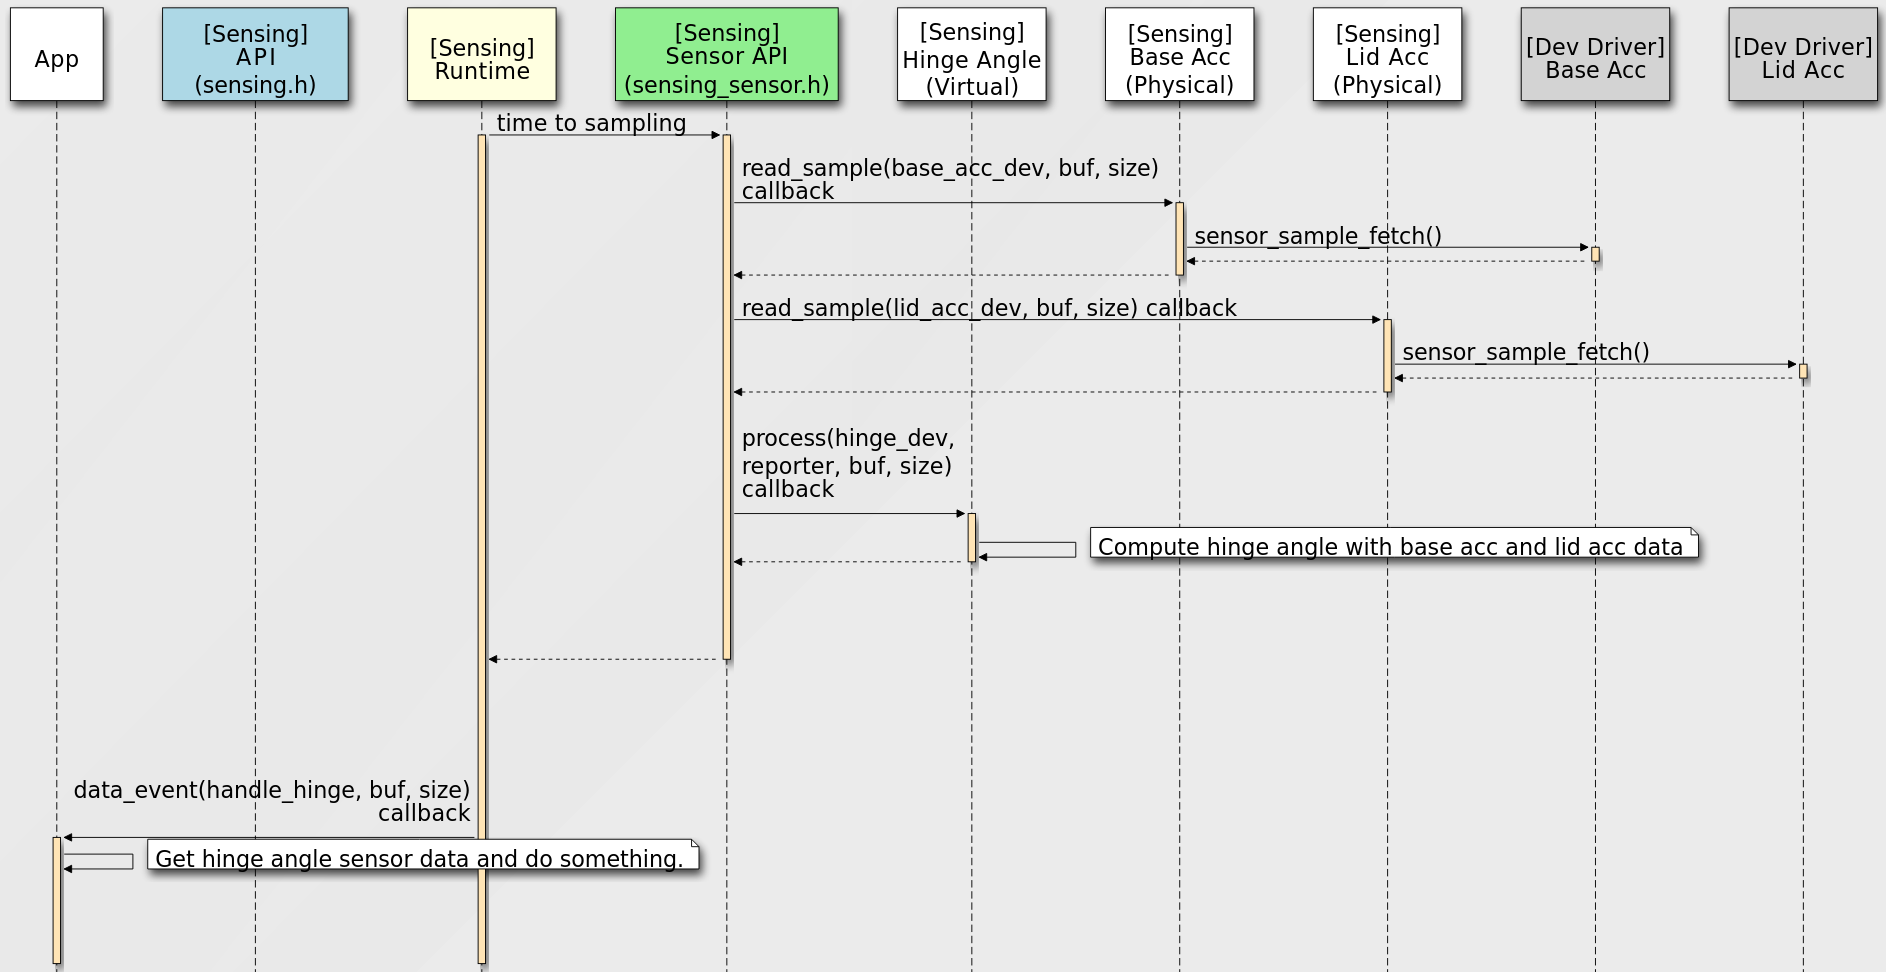 App
[Sensing]
API
(sensing.h)
[Sensing]
Runtime
[Sensing]
Sensor API
(sensing_sensor.h)
[Sensing]
Hinge Angle
(Virtual)
[Sensing]
Base Acc
(Physical)
[Sensing]
Lid Acc
(Physical)
[Dev Driver]
Base Acc
[Dev Driver]
Lid Acc
time to sampling
read_sample(base_acc_dev, buf, size)
callback
sensor_sample_fetch()
read_sample(lid_acc_dev, buf, size) callback
sensor_sample_fetch()
process(hinge_dev,
reporter, buf, size)
callback
Compute hinge angle with base acc and lid acc data
data_event(handle_hinge, buf, size)
callback
Get hinge angle sensor data and do something.